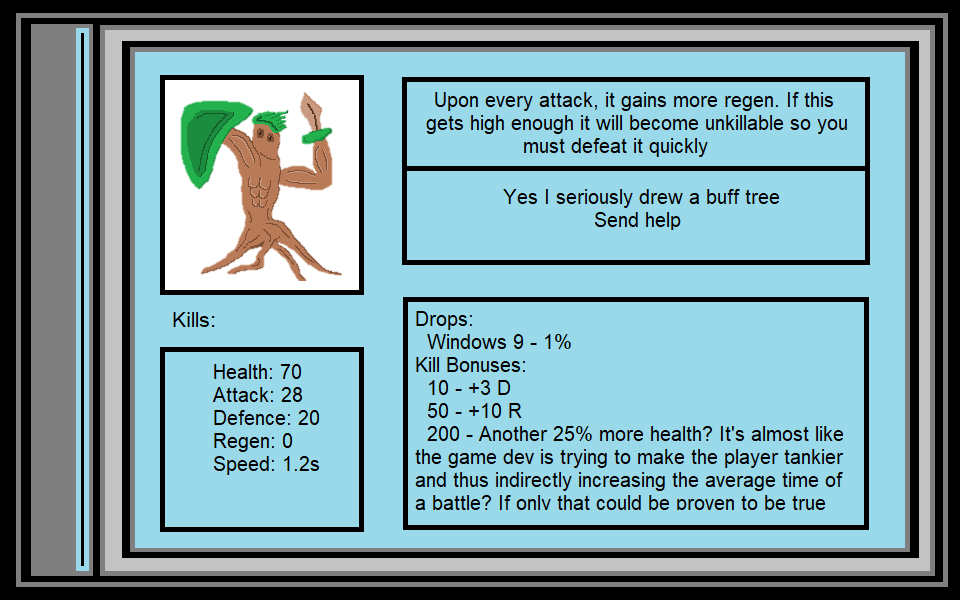 Upon every attack, it gains more regen. If this
gets high enough it will become unkillable so you
must defeat it quickly
Yes I seriously drew a buff tree
Send help
Kills:
Health: 70
Attack: 28
Defence: 20
Regen: 0
Speed: 1.2s
Drops:
Windows 9 - 1%
Kill Bonuses:
10 - +3 D
50 - +10 R
200 - Another 25% more health? It's almost like
the game dev is trying to make the player tankier
and thus indirectly increasing the average time of
a battle? If only that could be proven to be true